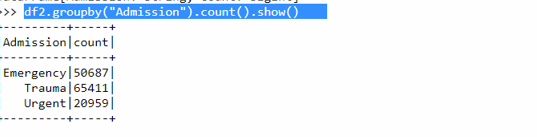 >>> df2.groupby("Admission").count().show()
----------+-----+
Admission|count|
----------+-----+
Emergency|50687|
Trauma|65411|
Urgent|20959|
----------+-----+